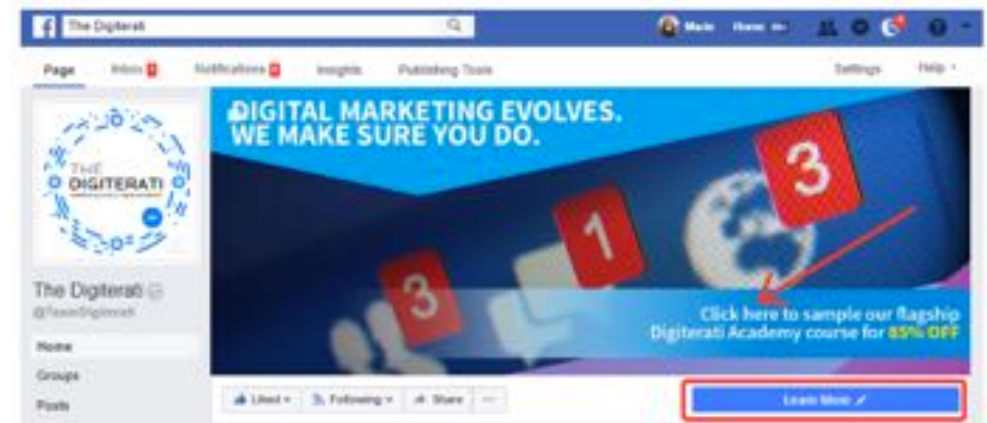 The Digiterati
Marie Home
Page Inbox Notifications Insights Publishing Tools Settings Help
DIGITAL MARKETING EVOLVES.
WE MAKE SURE YOU DO.
3
1
3
THE
DIGITERATI
Click here to sample our flagship
Digiterati Academy course for 85% OFF
The Digiterati
@TeamDigiterati
Home
Groups
Posts
Liked Following Share
Learn More